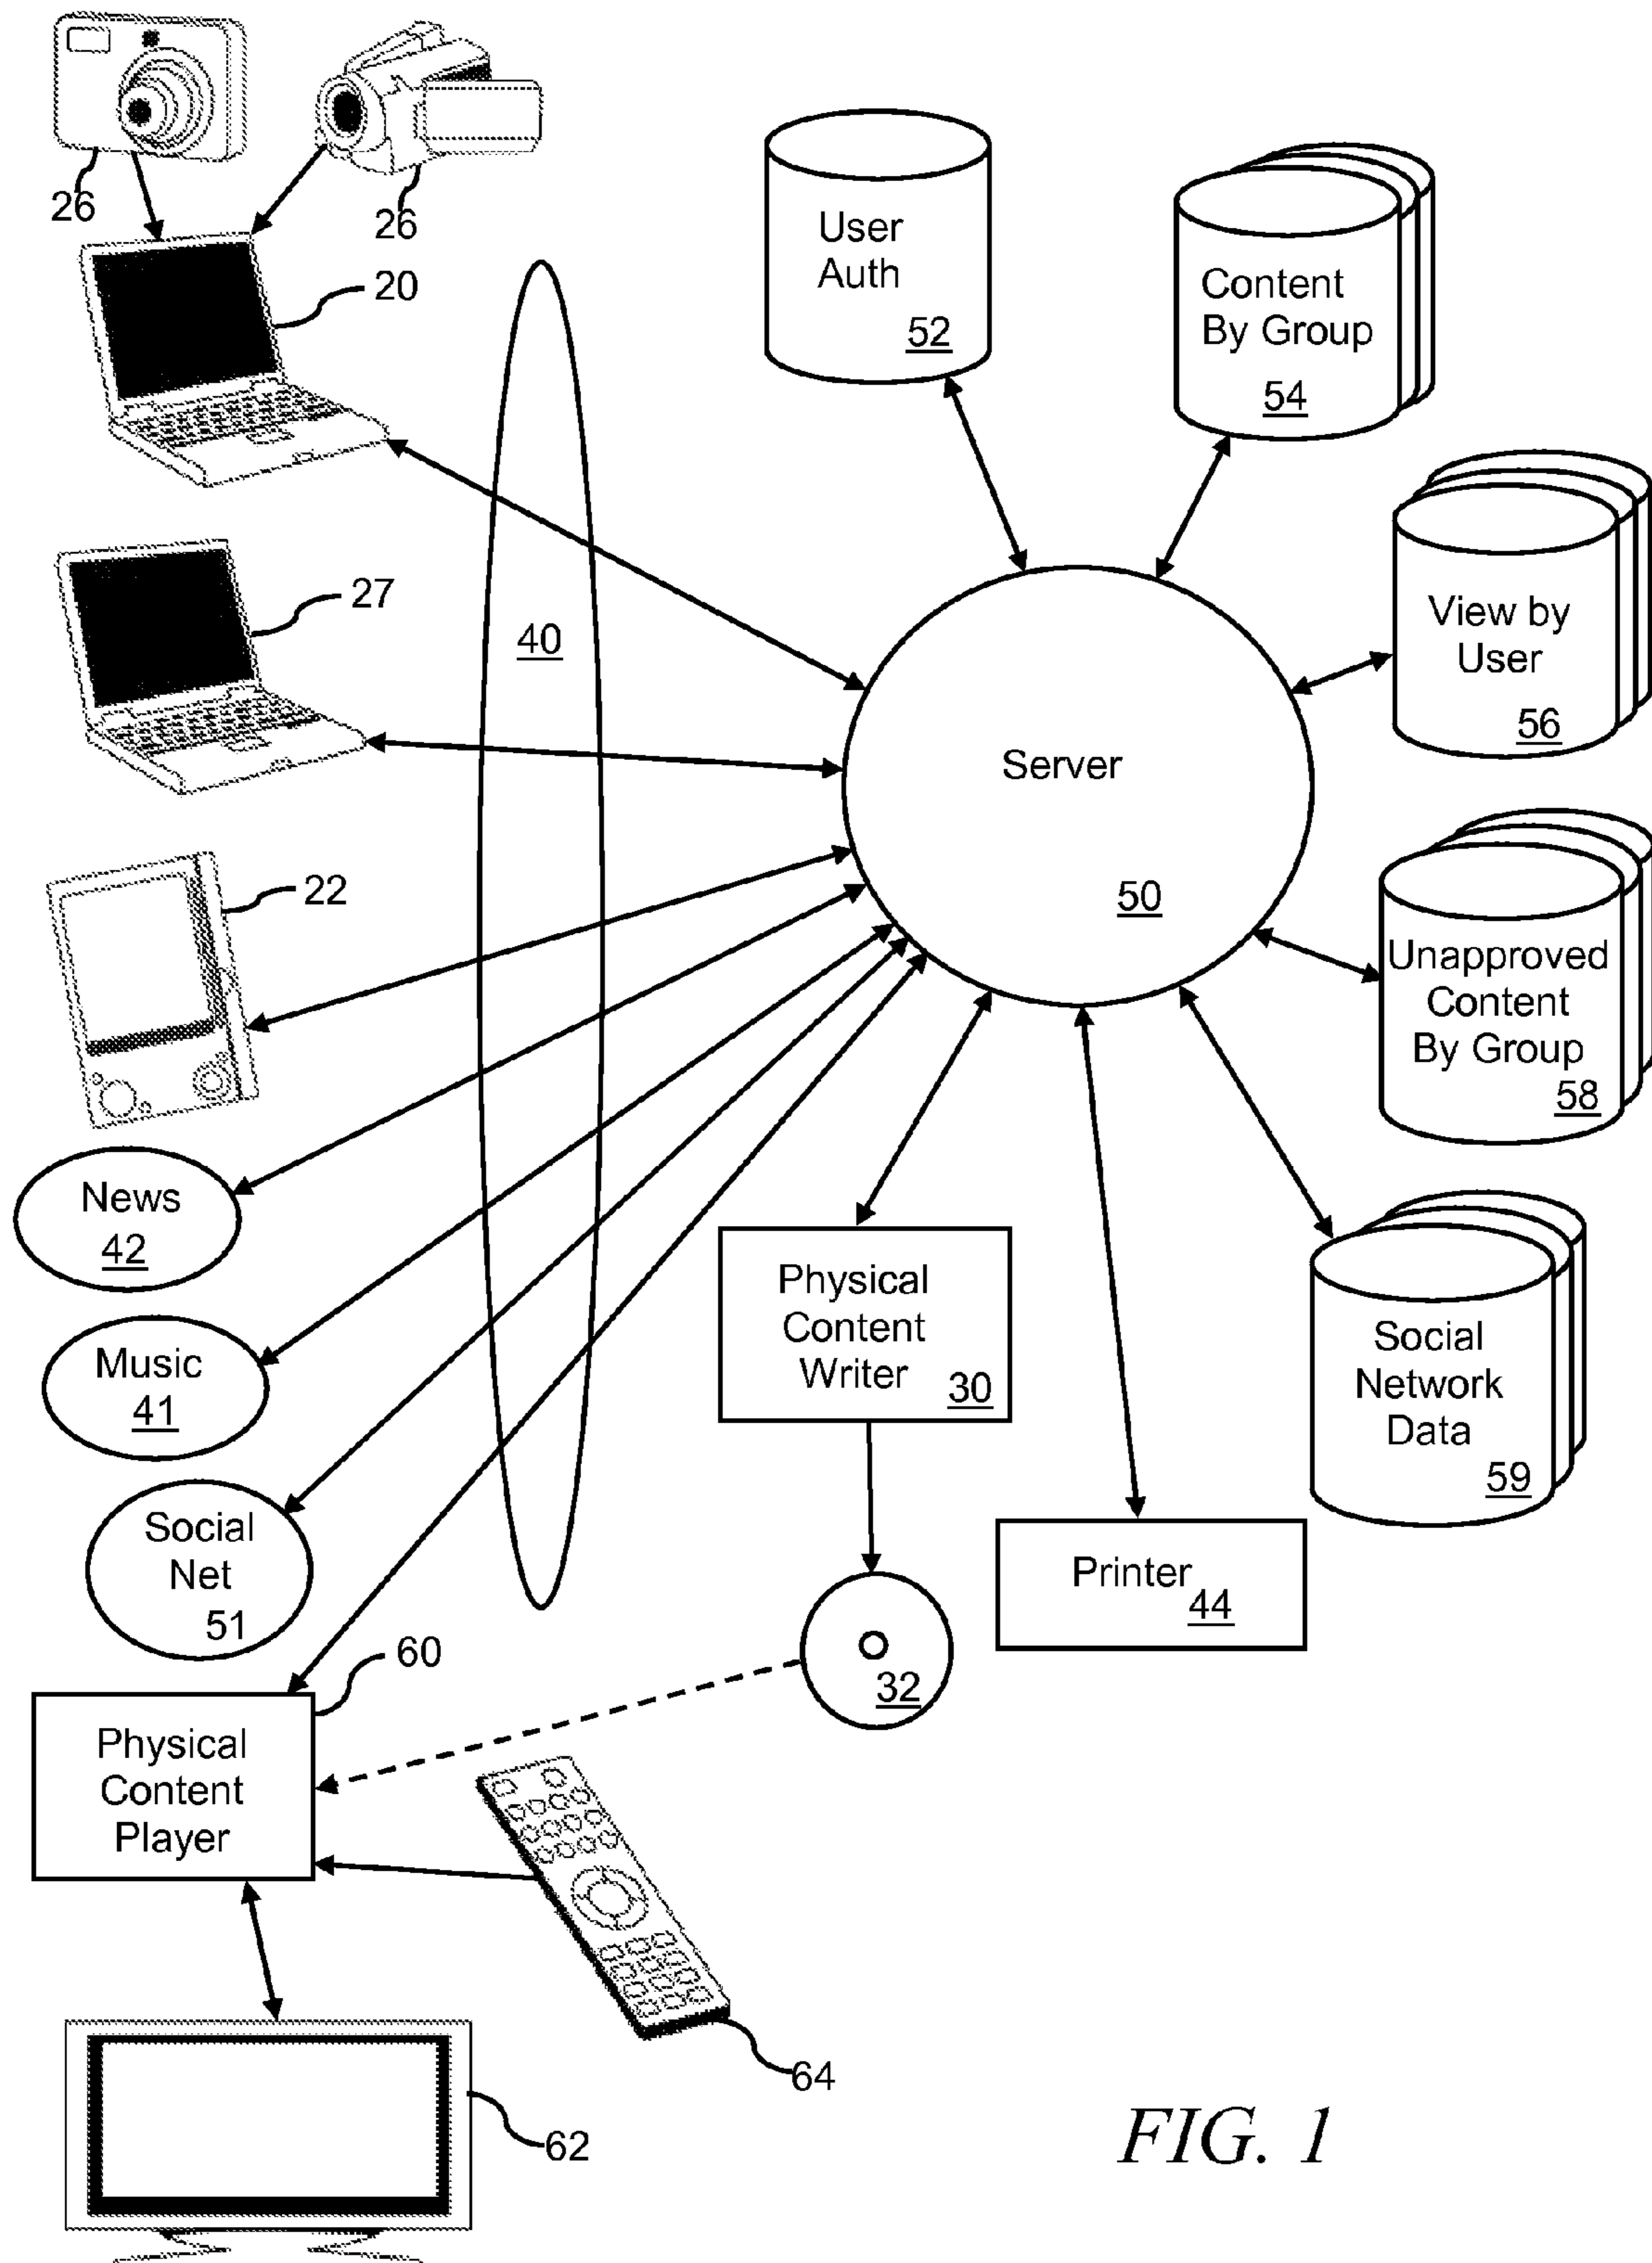 26
26
20
User
Auth
52
Content
By Group
54
27
40
View by
User
56
Server
50
22
Unapproved
Content
By Group
58
News
42
Music
41
Social
Net
51
Physical
Content
Writer
30
Social
Network
Data
59
Printer
44
32
60
Physical
Content
Player
64
62
FIG. 1